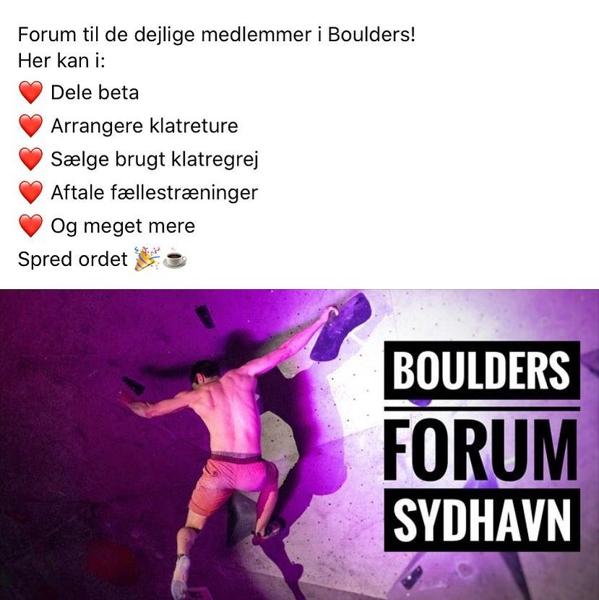 Forum til de dejlige medlemmer i Boulders!
Her kan i:
❤️ Dele beta
❤️ Arrangere klatreture
❤️ Sælge brugt klatregrej
❤️ Aftale fællestræninger
❤️ Og meget mere
Spred ordet 🎉☕
BOULDERS
FORUM
SYDHAVN